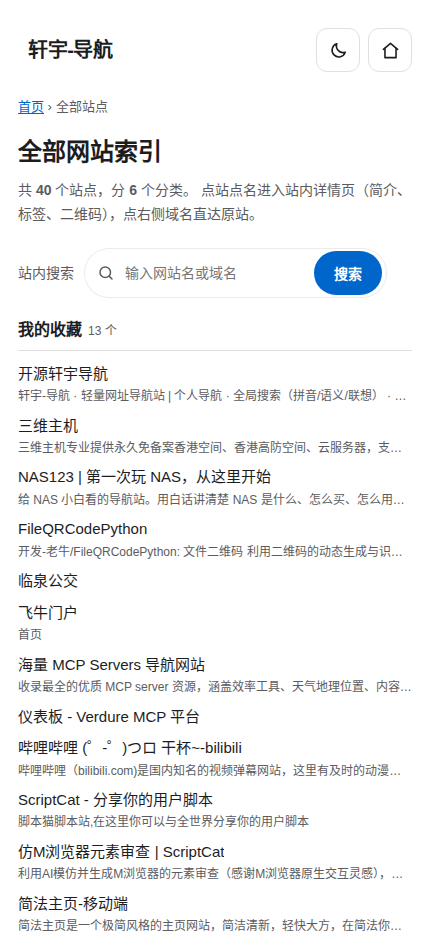 轩宇-导航
首页 › 全部站点
全部网站索引
共 40 个站点，分 6 个分类。 点站点名进入站内详情页（简介、
标签、二维码），点右侧域名直达原站。
站内搜索 输入网站名或域名 搜索
我的收藏 13 个
开源轩宇导航
轩宇-导航 · 轻量网址导航站 | 个人导航 · 全局搜索（拼音/语义/联想） · ...
三维主机
三维主机专业提供永久免备案香港空间、香港高防空间、云服务器，支...
NAS123 | 第一次玩 NAS，从这里开始
给 NAS 小白看的导航站。用白话讲清楚 NAS 是什么、怎么买、怎么用...
FileQRCodePython
开发-老牛/FileQRCodePython: 文件二维码 利用二维码的动态生成与识...
临泉公交
飞牛门户
首页
海量 MCP Servers 导航网站
收录最全的优质 MCP server 资源，涵盖效率工具、天气地理位置、内容...
仪表板 - Verdure MCP 平台
哔哩哔哩 (゜-゜)つロ 干杯~-bilibili
哔哩哔哩（bilibili.com)是国内知名的视频弹幕网站，这里有及时的动漫...
ScriptCat - 分享你的用户脚本
脚本猫脚本站,在这里你可以与全世界分享你的用户脚本
仿M浏览器元素审查 | ScriptCat
利用AI模仿并生成M浏览器的元素审查（感谢M浏览器原生交互灵感），...
简法主页-移动端
简法主页是一个极简风格的主页网站，简洁清新，轻快大方，在简法你...